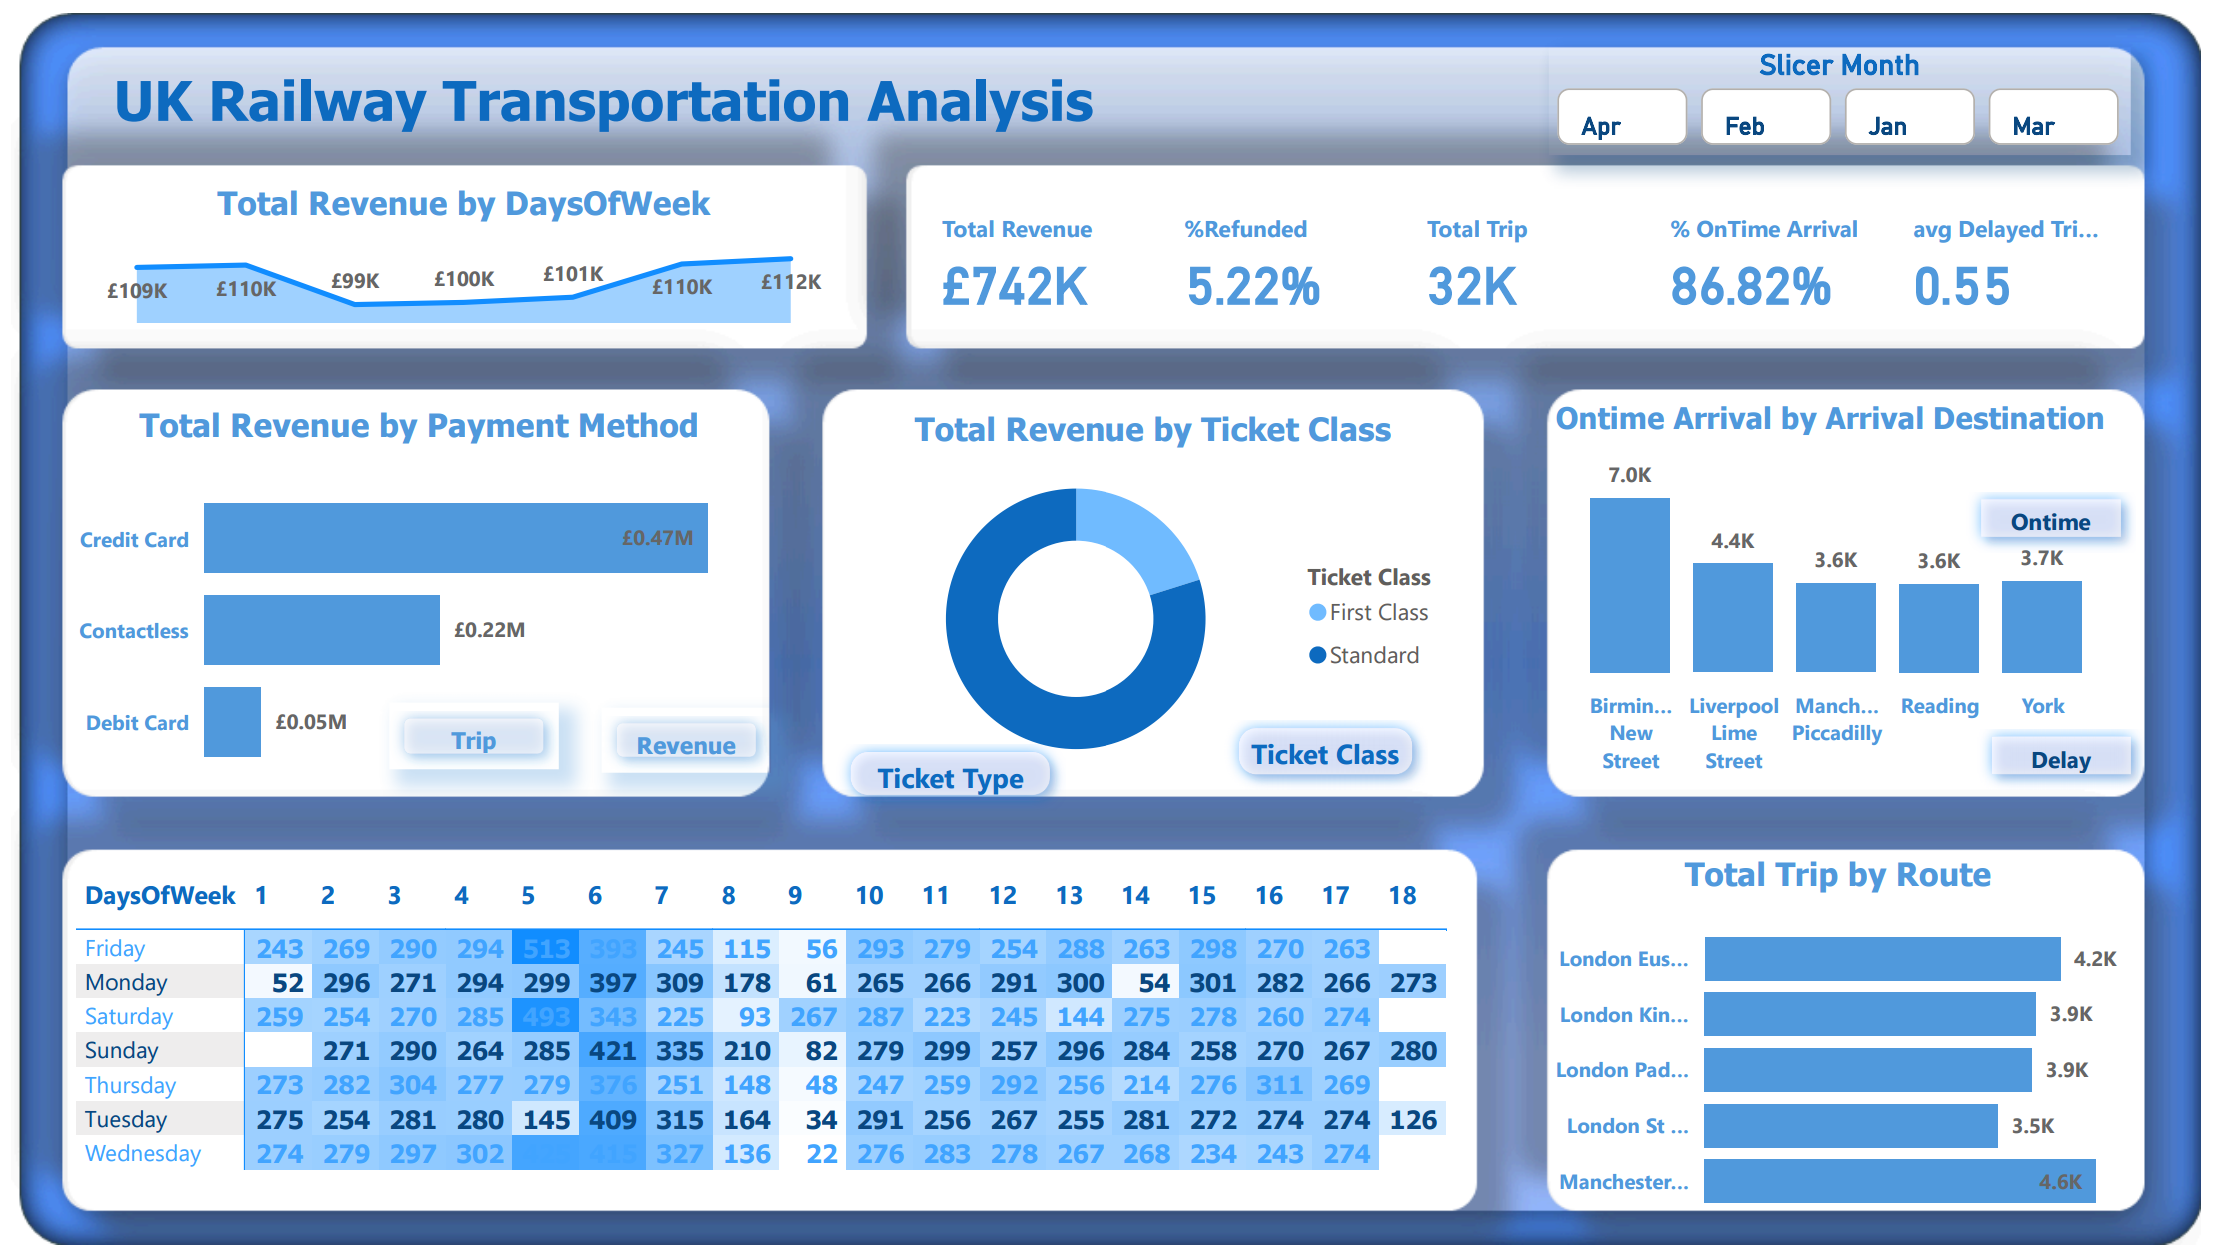 UK Railway Transportation Analysis
Slicer Month
Apr Feb Jan Mar
Total Revenue by DaysOfWeek
£109K £110K £99K £100K £101K £110K £112K
Total Revenue %Refunded Total Trip % OnTime Arrival avg Delayed Tri...
£742K 5.22% 32K 86.82% 0.55
Total Revenue by Payment Method
Credit Card £0.47M
Contactless £0.22M
Debit Card £0.05M
Trip Revenue
Total Revenue by Ticket Class
Ticket Class
First Class
Standard
Ticket Class
Ticket Type
Ontime Arrival by Arrival Destination
7.0K 4.4K 3.6K 3.6K 3.7K
Ontime
Birmin... Liverpool Manch... Reading York
New Lime Piccadilly
Street Street
Delay
DaysOfWeek 1 2 3 4 5 6 7 8 9 10 11 12 13 14 15 16 17 18
Friday 243 269 290 294 513 393 245 115 56 293 279 254 288 263 298 270 263
Monday 52 296 271 294 299 397 309 178 61 265 266 291 300 54 301 282 266 273
Saturday 259 254 270 285 493 343 225 93 267 287 223 245 144 275 278 260 274
Sunday 271 290 264 285 421 335 210 82 279 299 257 296 284 258 270 267 280
Thursday 273 282 304 277 279 376 251 148 48 247 259 292 256 214 276 311 269
Tuesday 275 254 281 280 145 409 315 164 34 291 256 267 255 281 272 274 274 126
Wednesday 274 279 297 302 415 327 136 22 276 283 278 267 268 234 243 274
Total Trip by Route
London Eus... 4.2K
London Kin... 3.9K
London Pad... 3.9K
London St ... 3.5K
Manchester... 4.6K